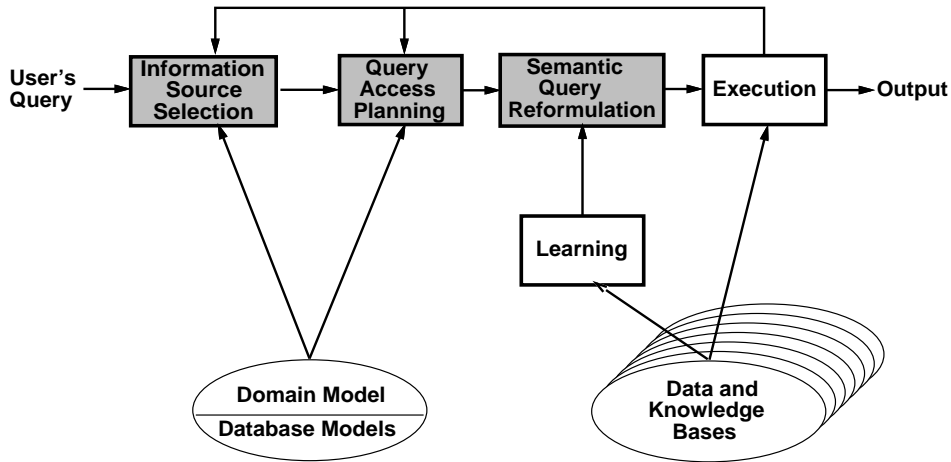 User's
Query
Information
Source
Selection
Query
Access
Planning
Semantic
Query
Reformulation
Execution
Output
Learning
Domain Model
Database Models
Data and
Knowledge
Bases